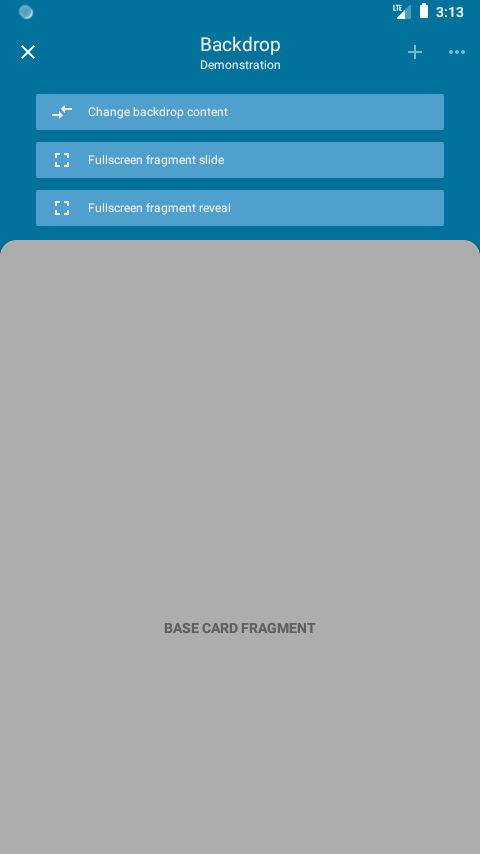 LTE
3:13
Backdrop
Demonstration
Change backdrop content
Fullscreen fragment slide
Fullscreen fragment reveal
BASE CARD FRAGMENT